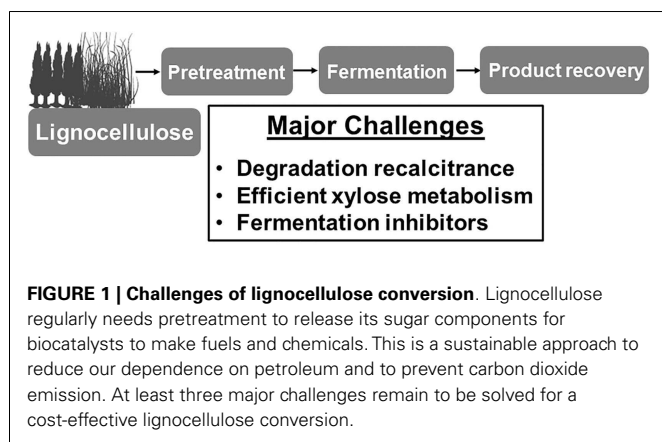 Pretreatment
Fermentation
Product recovery
Lignocellulose
Major Challenges
• Degradation recalcitrance
• Efficient xylose metabolism
• Fermentation inhibitors
FIGURE 1 | Challenges of lignocellulose conversion. Lignocellulose
regularly needs pretreatment to release its sugar components for
biocatalysts to make fuels and chemicals. This is a sustainable approach to
reduce our dependence on petroleum and to prevent carbon dioxide
emission. At least three major challenges remain to be solved for a
cost-effective lignocellulose conversion.